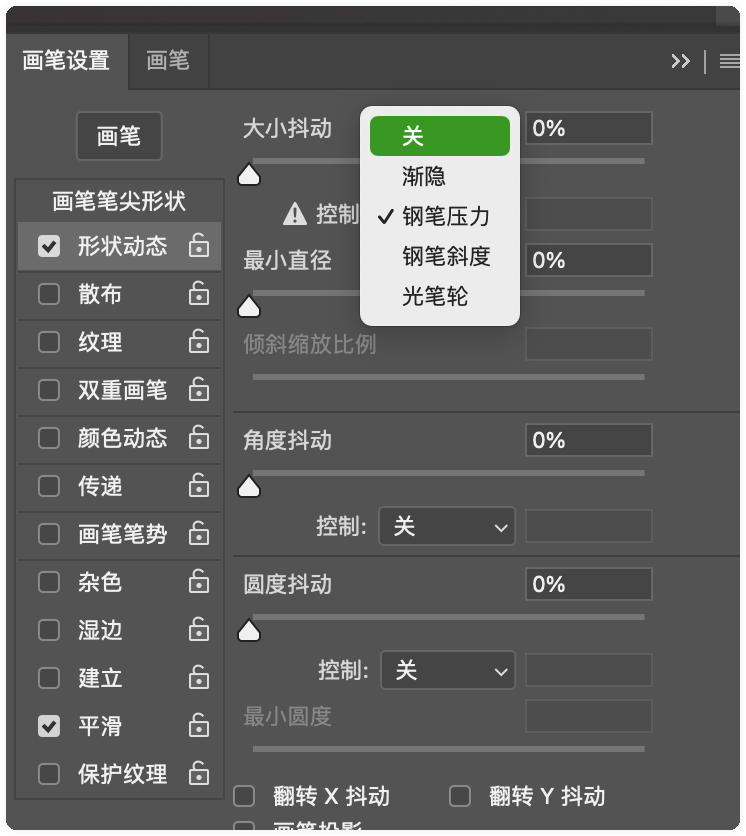 画笔设置 画笔
画笔
画笔笔尖形状
形状动态
散布
纹理
双重画笔
颜色动态
传递
画笔笔势
杂色
湿边
建立
平滑
保护纹理
大小抖动 0%
控制
关
渐隐
钢笔压力
钢笔斜度
光笔轮
最小直径 0%
倾斜缩放比例
角度抖动 0%
控制: 关
圆度抖动 0%
控制: 关
最小圆度
翻转 X 抖动 翻转 Y 抖动
画笔投影